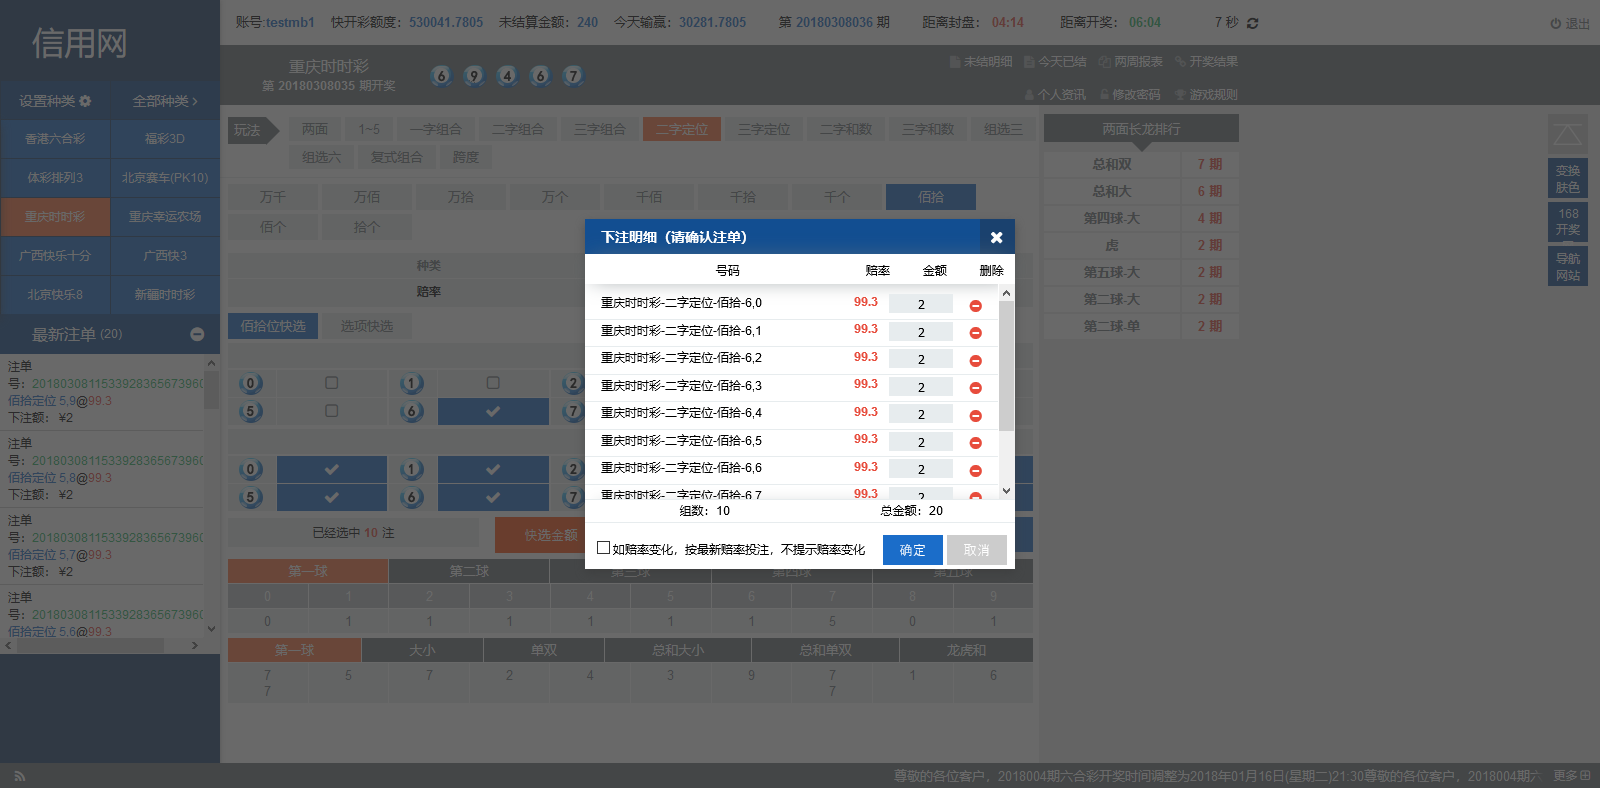 信用网
账号:testmb1 快开彩额度：530041.7805 未结算金额：240 今天输赢：30281.7805 第 20180308036 期 距离封盘：04:14 距离开奖：06:04 7 秒 退出
重庆时时彩
第 20180308035 期开奖
6 9 4 6 7
未结明细 今天已结 两周报表 开奖结果
个人资讯 修改密码 游戏规则
设置种类 全部种类
香港六合彩 福彩3D
体彩排列3 北京赛车(PK10)
重庆时时彩 重庆幸运农场
广西快乐十分 广西快3
北京快乐8 新疆时时彩
最新注单 (20)
注单
号：2018030811533928365673960
佰拾定位 5,9@99.3
下注额： ¥2
注单
号：2018030811533928365673960
佰拾定位 5,8@99.3
下注额： ¥2
注单
号：2018030811533928365673960
佰拾定位 5,7@99.3
下注额： ¥2
注单
号：2018030811533928365673960
佰拾定位 5,6@99.3
玩法 两面 1~5 一字组合 二字组合 三字组合 二字定位 三字定位 二字和数 三字和数 组选三
组选六 复式组合 跨度
万千 万佰 万拾 万个 千佰 千拾 千个 佰拾
佰个 拾个
种类
赔率
佰拾位快选 选项快选
0 1 2
5 6 7
0 1 2
5 6 7
已经选中 10 注 快选金额
第一球 第二球 第三球 第四球 第五球
0 1 2 3 4 5 6 7 8 9
0 1 1 1 1 1 1 5 0 1
第一球 大小 单双 总和大小 总和单双 龙虎和
7 5 7 2 4 3 9 7 1 6
7 7
下注明细（请确认注单）
号码 赔率 金额 删除
重庆时时彩-二字定位-佰拾-6,0 99.3 2
重庆时时彩-二字定位-佰拾-6,1 99.3 2
重庆时时彩-二字定位-佰拾-6,2 99.3 2
重庆时时彩-二字定位-佰拾-6,3 99.3 2
重庆时时彩-二字定位-佰拾-6,4 99.3 2
重庆时时彩-二字定位-佰拾-6,5 99.3 2
重庆时时彩-二字定位-佰拾-6,6 99.3 2
重庆时时彩-二字定位-佰拾-6,7 99.3 2
组数：10 总金额：20
如赔率变化，按最新赔率投注，不提示赔率变化 确定 取消
两面长龙排行
总和双 7 期
总和大 6 期
第四球-大 4 期
虎 2 期
第五球-大 2 期
第二球-大 2 期
第二球-单 2 期
变换
肤色
168
开奖
导航
网站
尊敬的各位客户，2018004期六合彩开奖时间调整为2018年01月16日(星期二)21:30尊敬的各位客户，2018004期六 更多